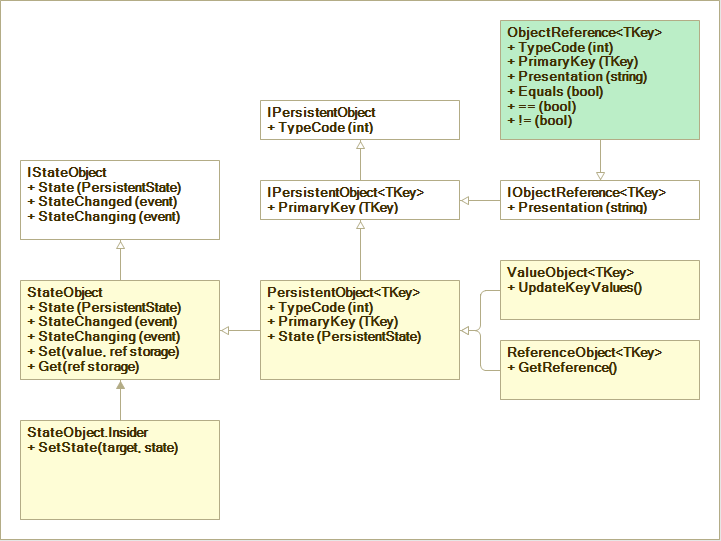 ObjectReference<TKey>
+ TypeCode (int)
+ PrimaryKey (TKey)
+ Presentation (string)
+ Equals (bool)
+ == (bool)
+ != (bool)
IPersistentObject
+ TypeCode (int)
IStateObject
+ State (PersistentState)
+ StateChanged (event)
+ StateChanging (event)
IPersistentObject<TKey>
+ PrimaryKey (TKey)
IObjectReference<TKey>
+ Presentation (string)
StateObject
+ State (PersistentState)
+ StateChanged (event)
+ StateChanging (event)
+ Set(value, ref storage)
+ Get(ref storage)
PersistentObject<TKey>
+ TypeCode (int)
+ PrimaryKey (TKey)
+ State (PersistentState)
ValueObject<TKey>
+ UpdateKeyValues()
ReferenceObject<TKey>
+ GetReference()
StateObject.Insider
+ SetState(target, state)